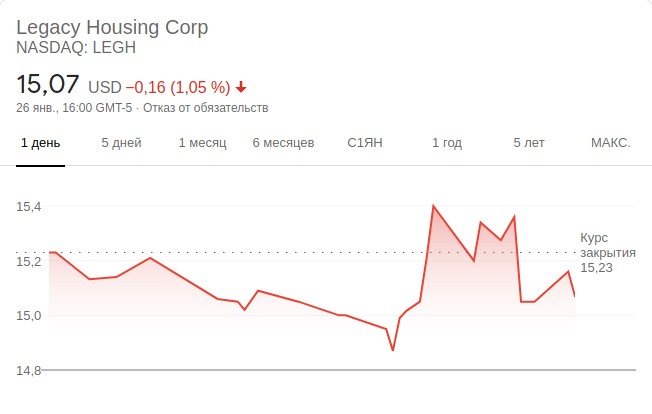 Legacy Housing Corp
NASDAQ: LEGH
15,07 USD −0,16 (1,05 %)
26 янв., 16:00 GMT-5 · Отказ от обязательств
1 день 5 дней 1 месяц 6 месяцев С1ЯН 1 год 5 лет МАКС.
15,4
15,2
15,0
14,8
Курс
закрытия
15,23